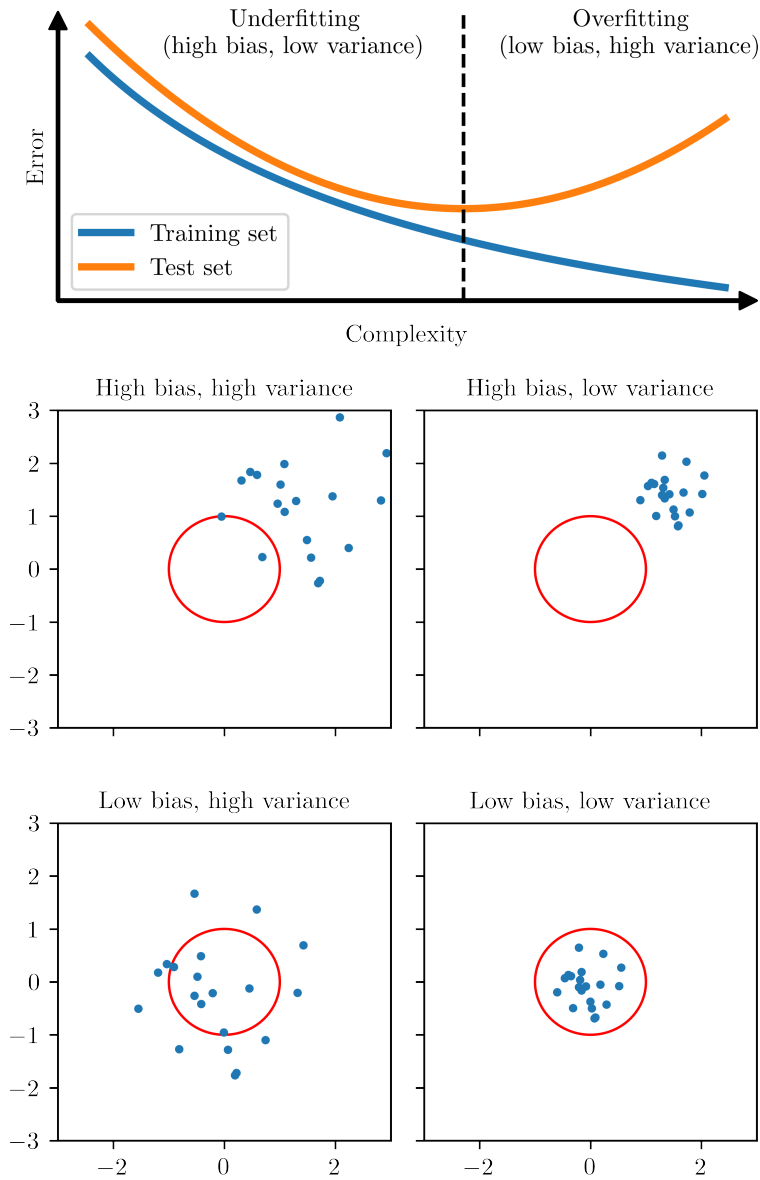 Underfitting
(high bias, low variance)
Overfitting
(low bias, high variance)
Error
Training set
Test set
Complexity
High bias, high variance
High bias, low variance
3
2
1
0
−1
−2
−3
Low bias, high variance
Low bias, low variance
3
2
1
0
−1
−2
−3
−2 0 2 −2 0 2